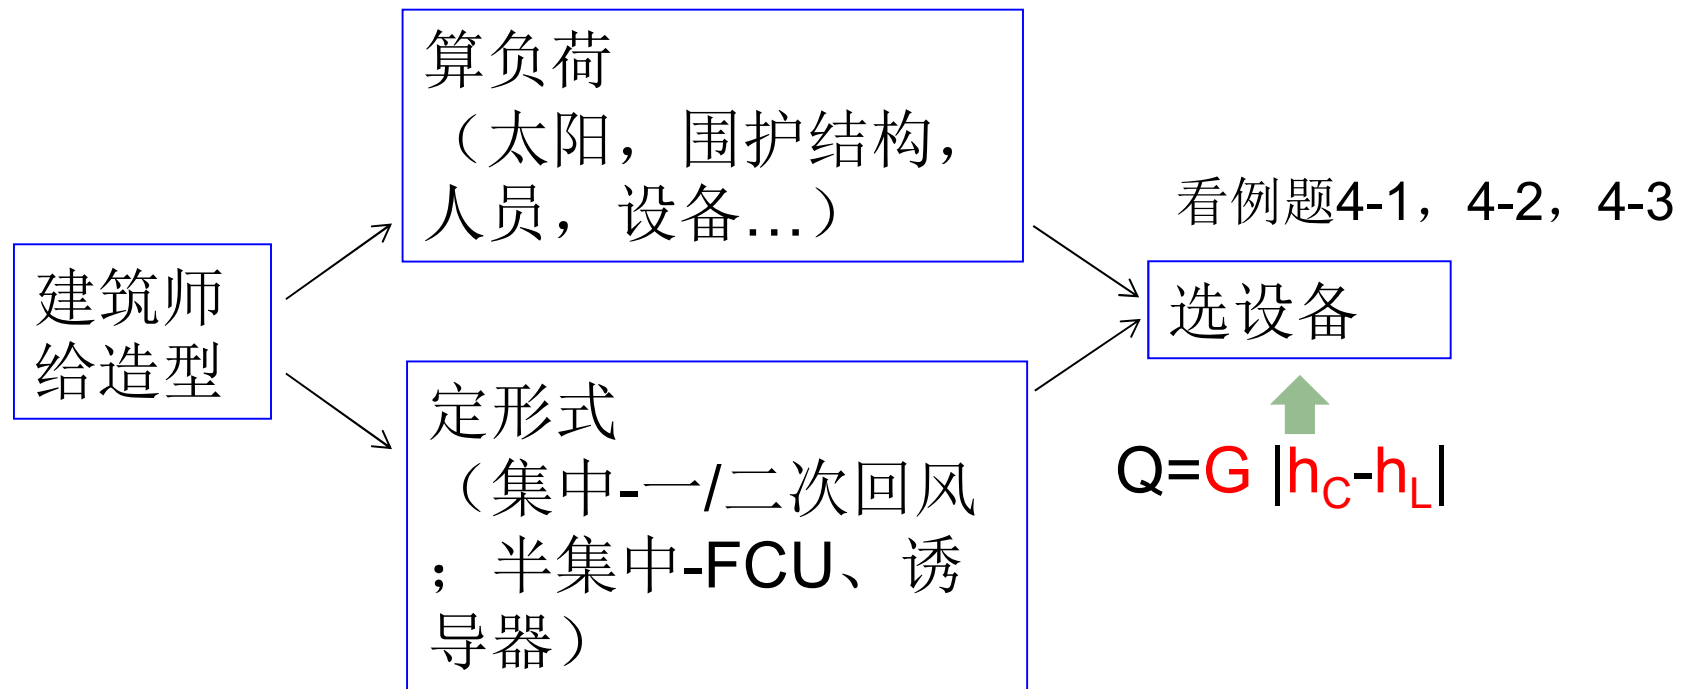 算负荷
（太阳，围护结构，
人员，设备…）
看例题4-1，4-2，4-3
建筑师
给造型
选设备
定形式
（集中-一/二次回风
；半集中-FCU、诱
导器）
Q=G |hC-hL|